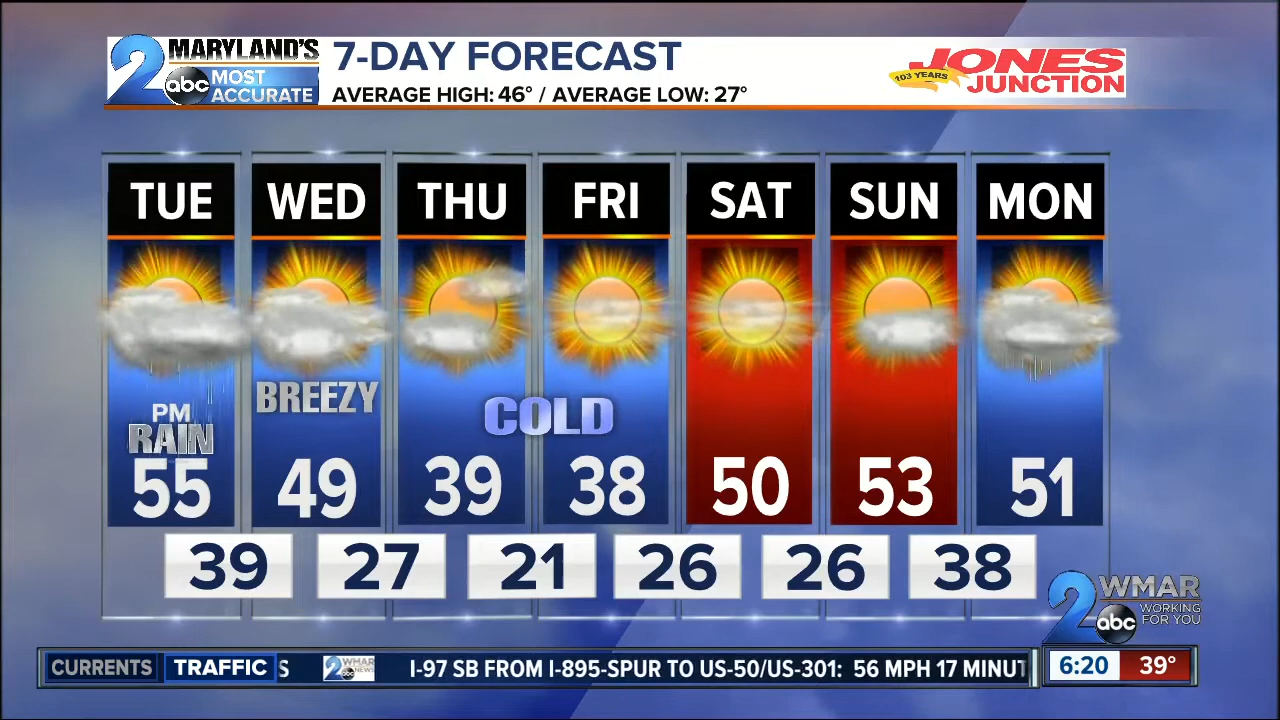 2 MARYLAND'S
abc MOST
ACCURATE
7-DAY FORECAST
AVERAGE HIGH: 46° / AVERAGE LOW: 27°
103 YEARS
JONES
JUNCTION
TUE WED THU FRI SAT SUN MON
BREEZY
PM
RAIN
COLD
55 49 39 38 50 53 51
39 27 21 26 26 38
2 abc WMAR
WORKING
FOR YOU
CURRENTS TRAFFIC S 2 WMAR abc NEWS I-97 SB FROM I-895-SPUR TO US-50/US-301: 56 MPH 17 MINUT 6:20 39°